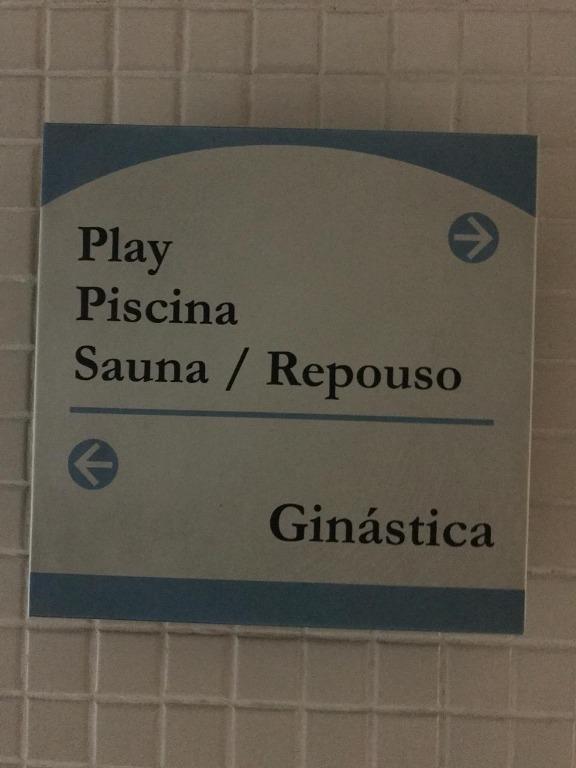 Play
Piscina
Sauna / Repouso
Ginástica